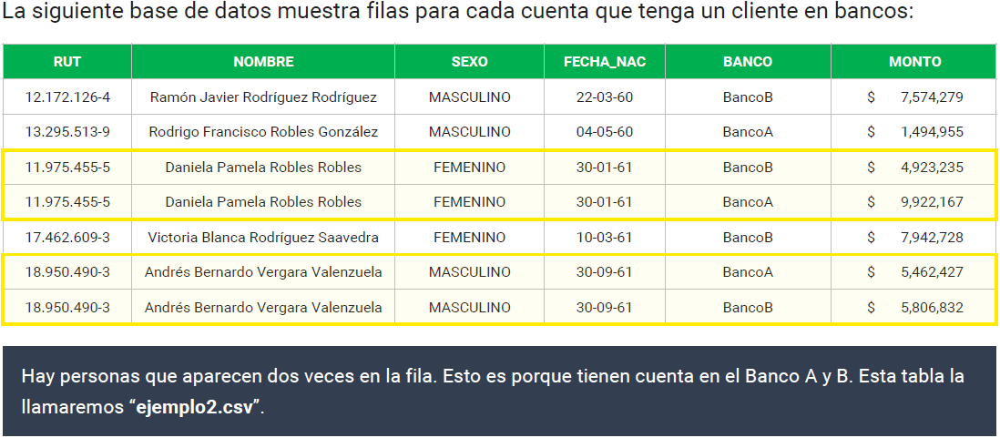 La siguiente base de datos muestra filas para cada cuenta que tenga un cliente en bancos:
RUT NOMBRE SEXO FECHA_NAC BANCO MONTO
12.172.126-4 Ramón Javier Rodríguez Rodríguez MASCULINO 22-03-60 BancoB $ 7,574,279
13.295.513-9 Rodrigo Francisco Robles González MASCULINO 04-05-60 BancoA $ 1,494,955
11.975.455-5 Daniela Pamela Robles Robles FEMENINO 30-01-61 BancoB $ 4,923,235
11.975.455-5 Daniela Pamela Robles Robles FEMENINO 30-01-61 BancoA $ 9,922,167
17.462.609-3 Victoria Blanca Rodríguez Saavedra FEMENINO 10-03-61 BancoB $ 7,942,728
18.950.490-3 Andrés Bernardo Vergara Valenzuela MASCULINO 30-09-61 BancoA $ 5,462,427
18.950.490-3 Andrés Bernardo Vergara Valenzuela MASCULINO 30-09-61 BancoB $ 5,806,832
Hay personas que aparecen dos veces en la fila. Esto es porque tienen cuenta en el Banco A y B. Esta tabla la
llamaremos “ejemplo2.csv”.